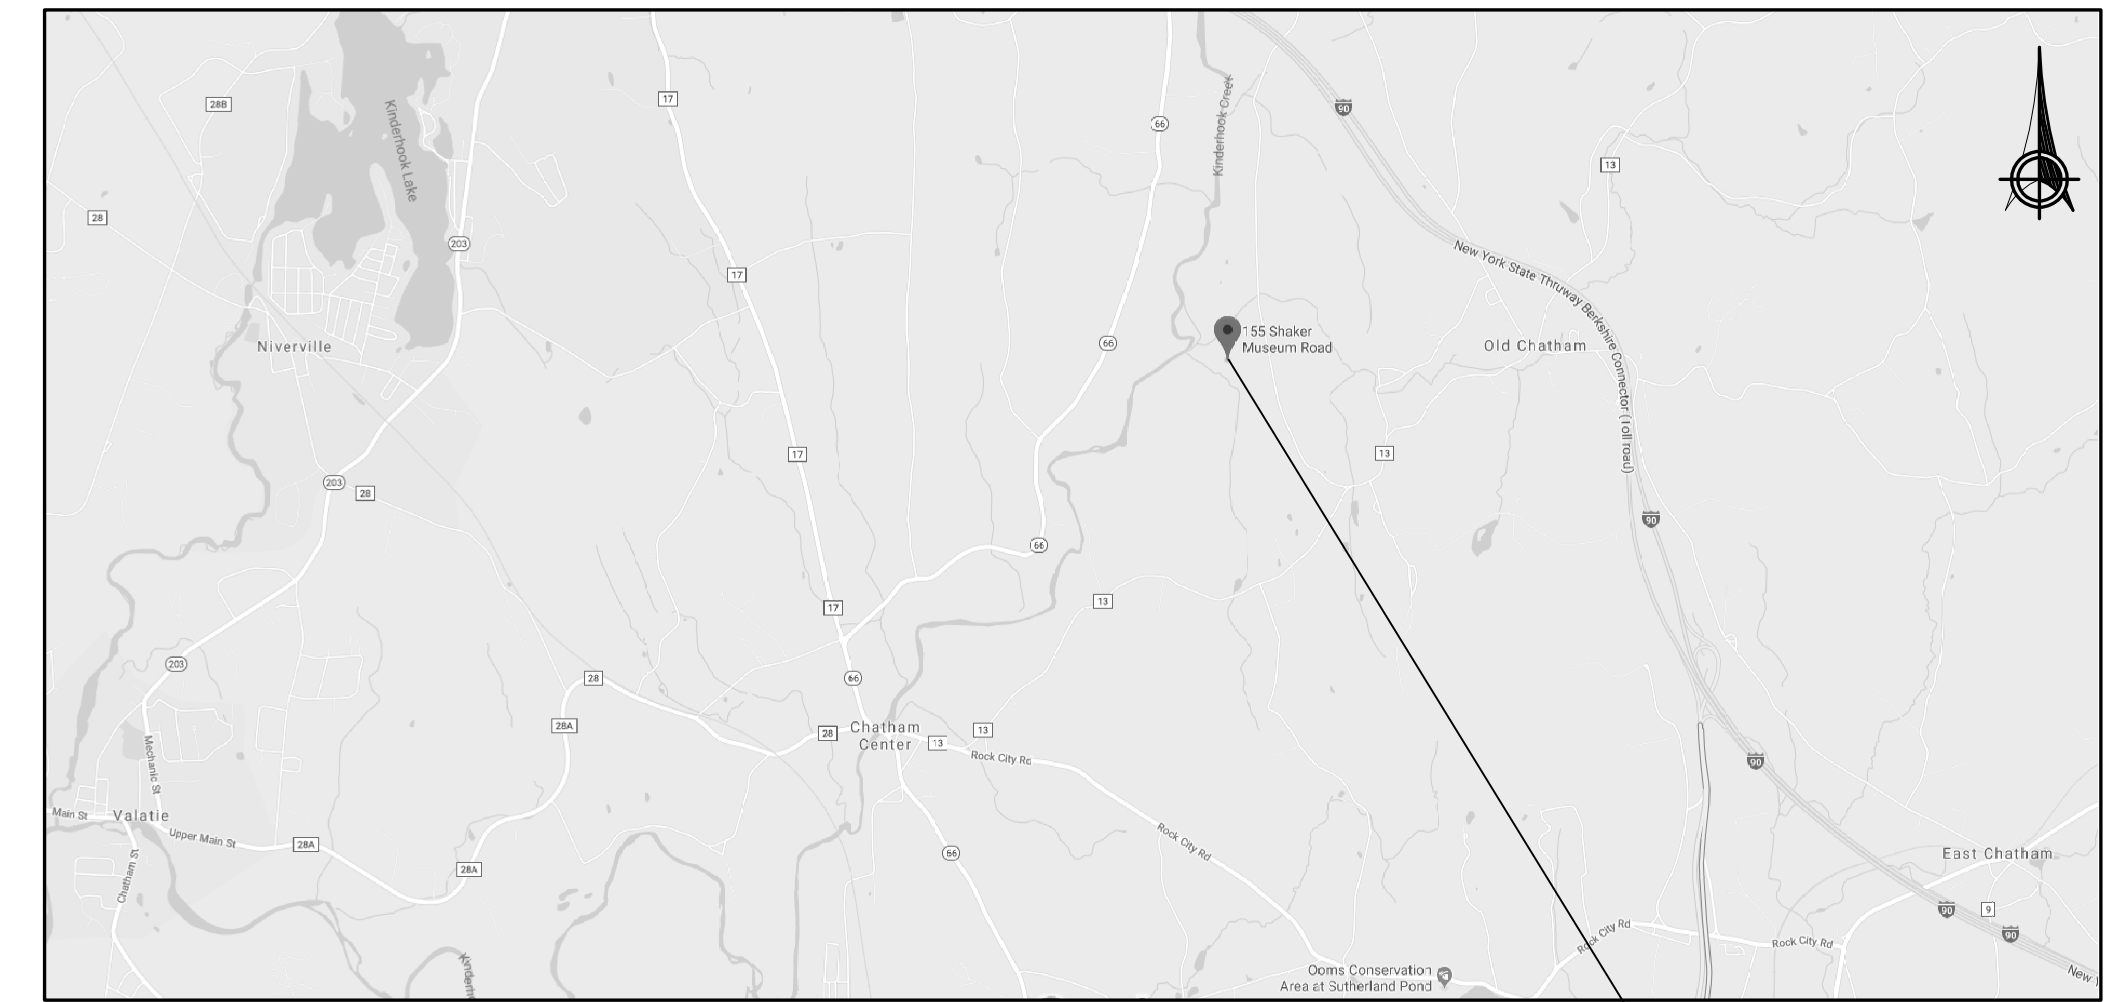 28B
17
66
90
Kinderhook Lake
Kinderhook Creek
13
28
203
17
New York State Thruway Berkshire Connector (Toll road)
155 Shaker
Museum Road
Niverville
66
Old Chatham
17
13
203
28
90
66
17
13
203
28
66
28A
28
Chatham
Center
13
13
Rock City Rd
90
Mechanic St
Main St
Valatie
Upper Main St
28A
28A
Chatham St
66
Rock City Rd
East Chatham
90
9
Rock City Rd
90
Rock City Rd
Ooms Conservation
Area at Sutherland Pond
New